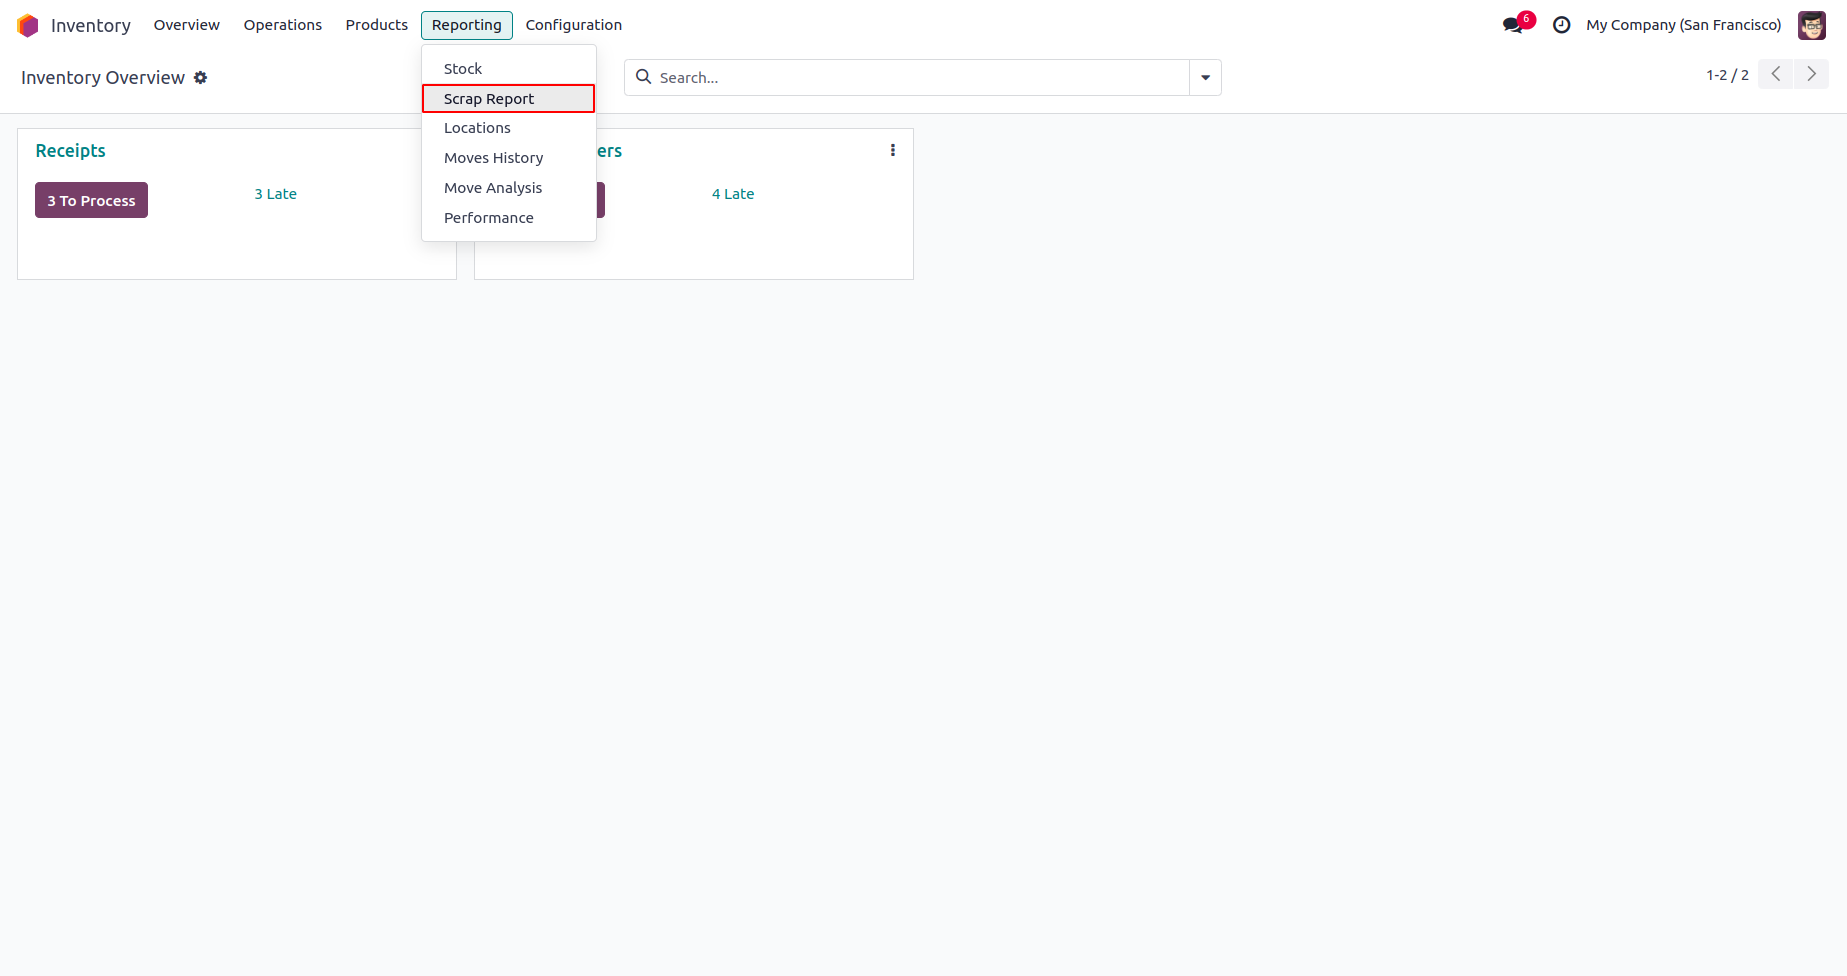 Inventory Overview Operations Products Reporting Configuration 6 My Company (San Francisco)
Inventory Overview Search... 1-2 / 2
Stock
Scrap Report
Locations
Moves History
Move Analysis
Performance
Receipts
3 To Process 3 Late
ers
4 Late